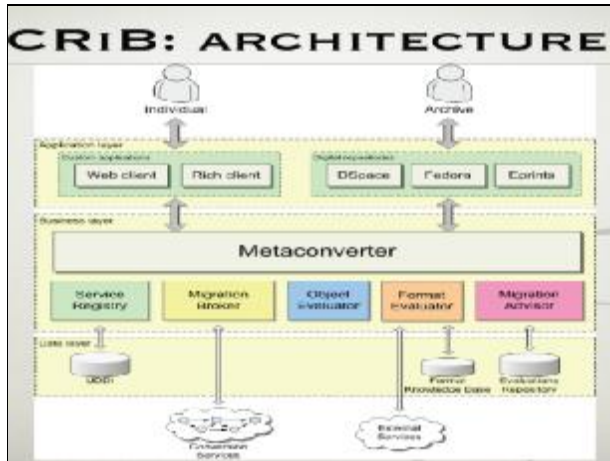 CRiB: ARCHITECTURE
Individual
Archive
Application layer
Custom applications
Digital repositories
Web client
Rich client
DSpace
Fedora
Eprints
Business layer
Metaconverter
Service Registry
Migration Broker
Object Evaluator
Format Evaluator
Migration Advisor
Data layer
UDDI
Format Knowledge Base
Evaluations Repository
Conversion Services
External Services